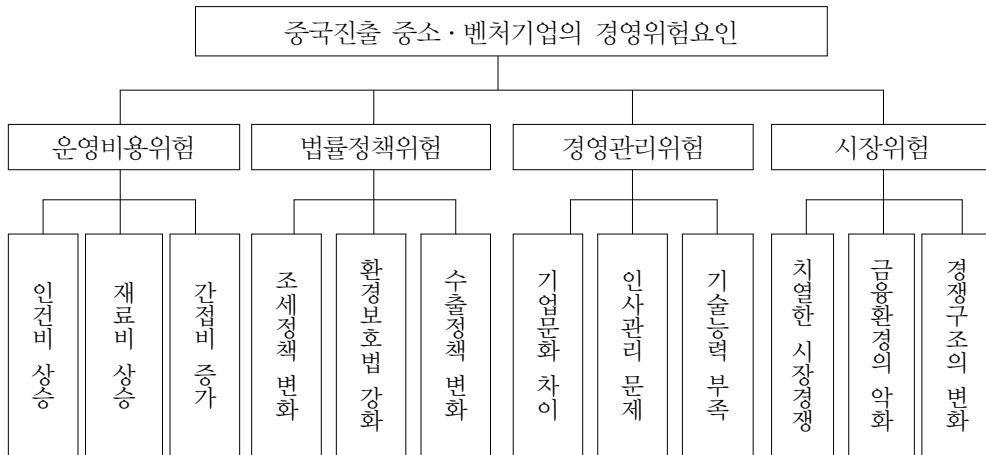 중국진출 중소·벤처기업의 경영위험요인
운영비용위험
법률정책위험
경영관리위험
시장위험
인건비 상승
재료비 상승
간접비 증가
조세정책 변화
환경보호법 강화
수출정책 변화
기업문화 차이
인사관리 문제
기술능력 부족
치열한 시장경쟁
금융환경의 악화
경쟁구조의 변화